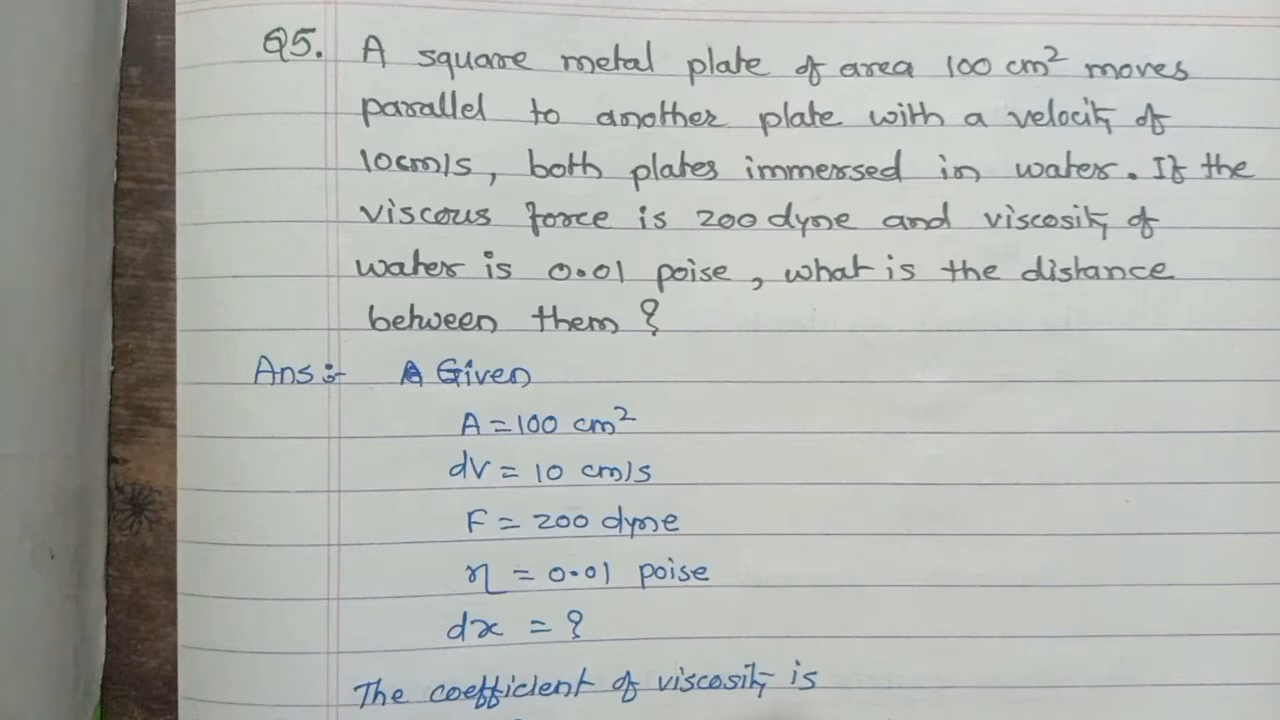 Q5. A square metal plate of area 100 cm² moves
parallel to another plate with a velocity of
10cm/s, both plates immersed in water. If the
viscous force is 200 dyne and viscosity of
water is 0.01 poise, what is the distance
between them ?
Ans :- Given
A = 100 cm²
dv = 10 cm/s
F = 200 dyne
η = 0.01 poise
dx = ?
The coefficient of viscosity is